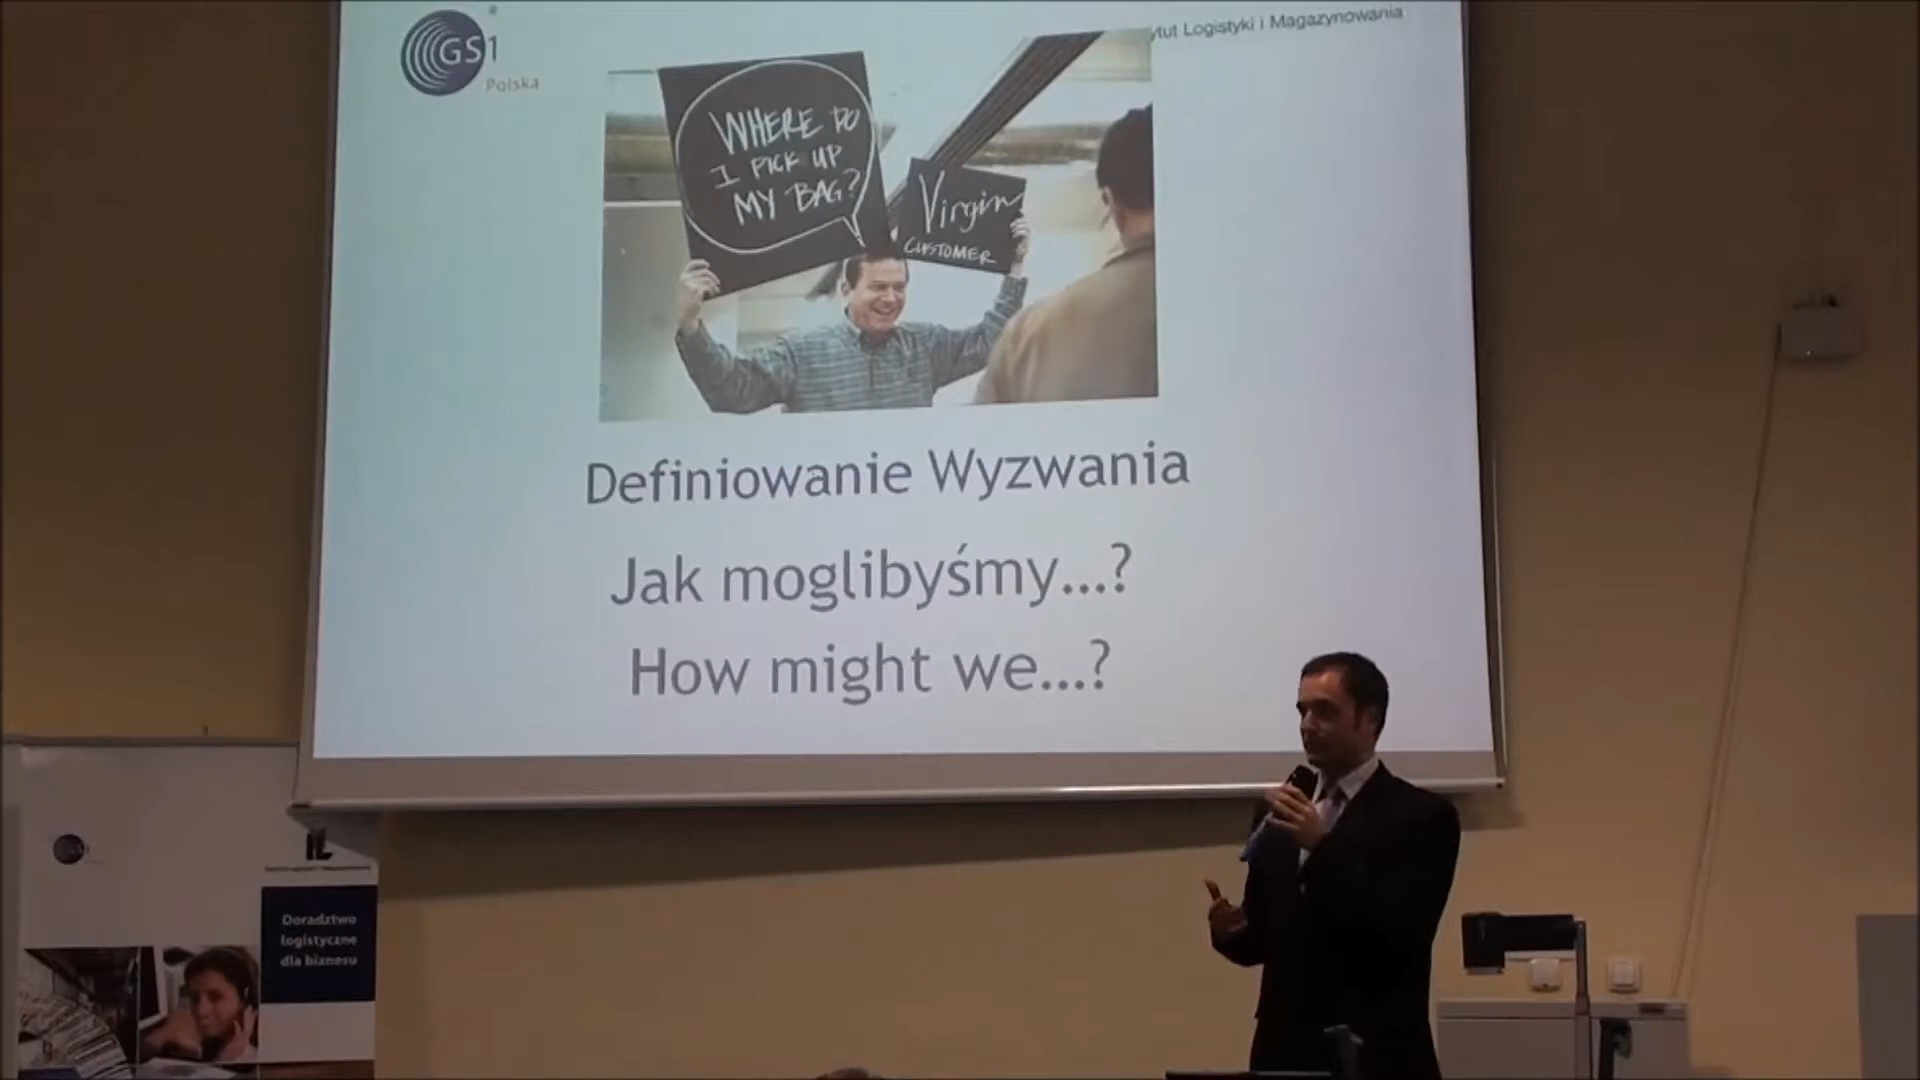 GS1
Polska
ytut Logistyki i Magazynowania
WHERE DO
I PICK UP
MY BAG?
Virgin
CUSTOMER
Definiowanie Wyzwania
Jak moglibyśmy...?
How might we...?
Doradztwo
logistyczne
dla biznesu